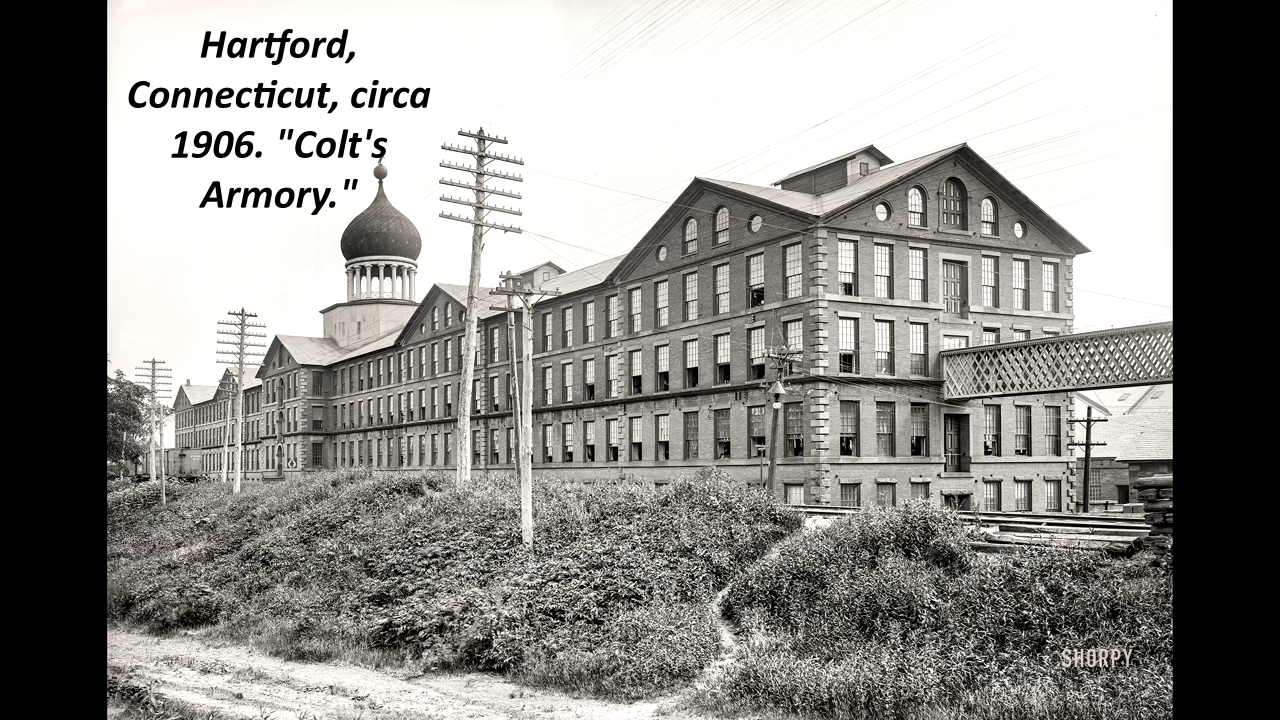 Hartford,
Connecticut, circa
1906. "Colt's
Armory."
SHORPY